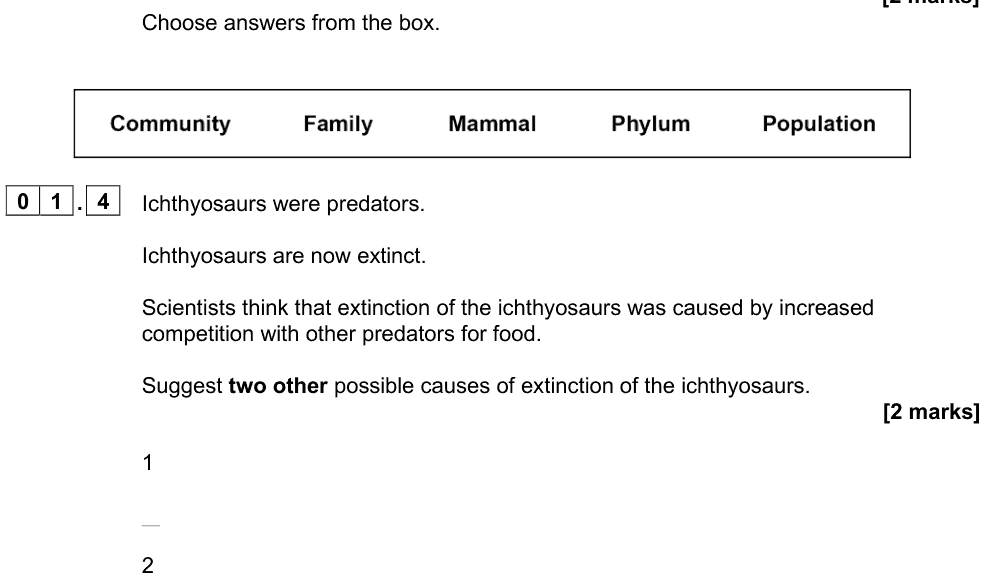 [2 marks]
Choose answers from the box.
Community Family Mammal Phylum Population
01.4 Ichthyosaurs were predators.
Ichthyosaurs are now extinct.
Scientists think that extinction of the ichthyosaurs was caused by increased
competition with other predators for food.
Suggest two other possible causes of extinction of the ichthyosaurs.
[2 marks]
1
2